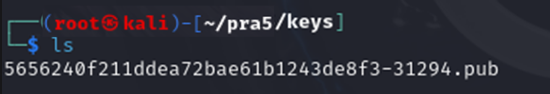 ┌──(root㉿kali)-[~/pra5/keys]
└─$ ls
5656240f211ddea72bae61b1243de8f3-31294.pub